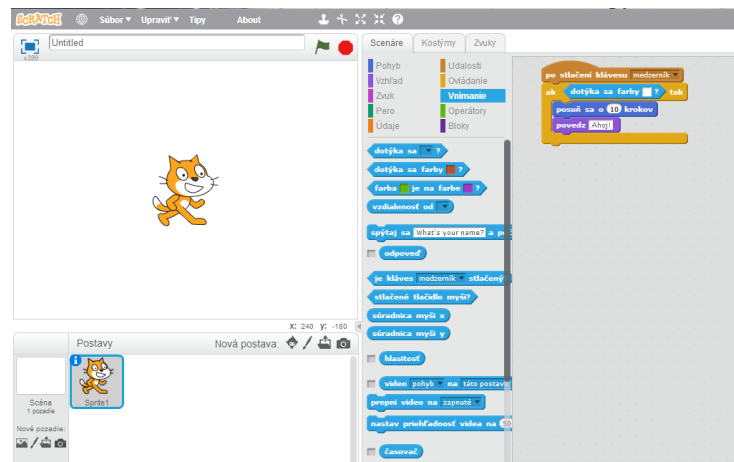 SCRATCH Súbor Upraviť Tipy About
Untitled
v399
X: 240 y: -180
Postavy Nová postava:
Sprite1
Scéna
1 pozadie
Nové pozadie:
Scenáre Kostýmy Zvuky
Pohyb Udalosti
Vzhľad Ovládanie
Zvuk Vnímanie
Pero Operátory
Údaje Bloky
dotýka sa ?
dotýka sa farby ?
farba je na farbe ?
vzdialenosť od
spýtaj sa What's your name? a po
odpoveď
je kláves medzerník stlačený
stlačené tlačidlo myši?
súradnica myši x
súradnica myši y
hlasitosť
video pohyb na táto postava
prepni video na zapnuté
nastav priehľadnosť videa na 50
časovač
po stlačení klávesu medzerník
ak dotýka sa farby ? tak
posuň sa o 10 krokov
povedz Ahoj!